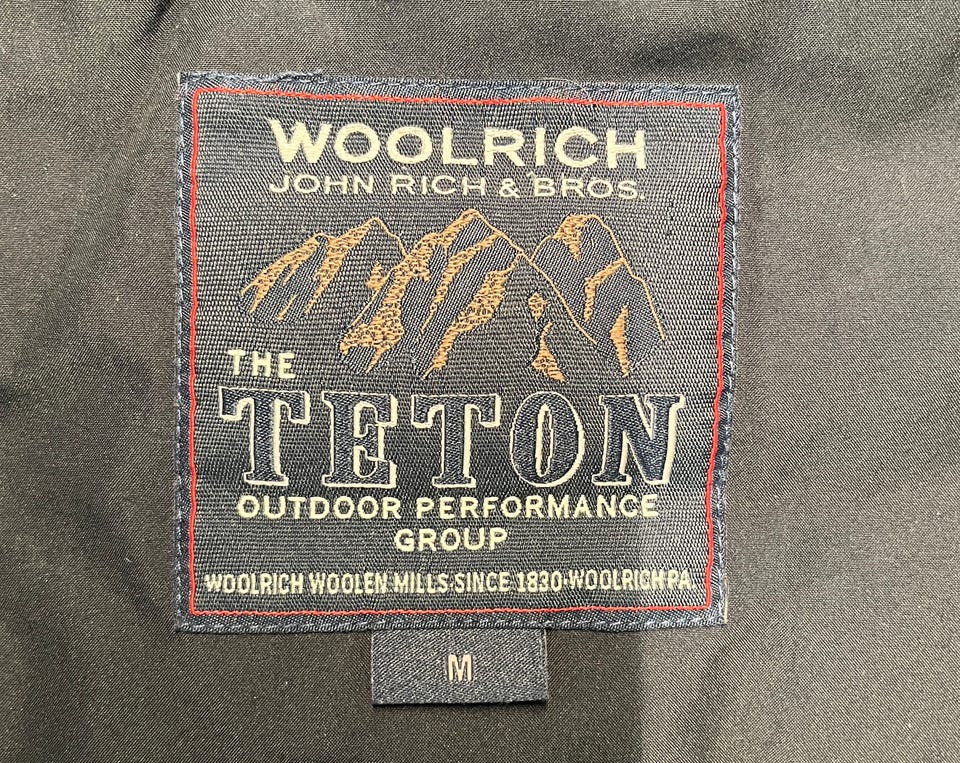 WOOLRICH
JOHN RICH & BROS.
THE
TETON
OUTDOOR PERFORMANCE
GROUP
WOOLRICH WOOLEN MILLS·SINCE 1830·WOOLRICH PA.
M